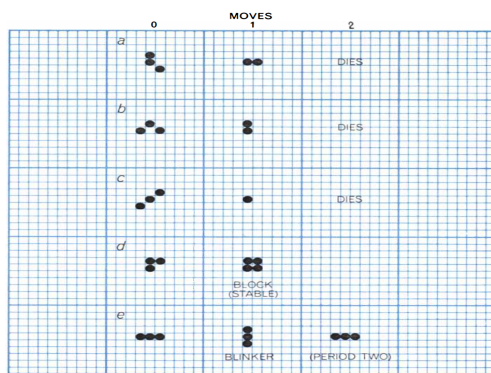 MOVES
0 1 2
a
DIES
b
DIES
c
DIES
d
BLOCK
(STABLE)
e
BLINKER (PERIOD TWO)